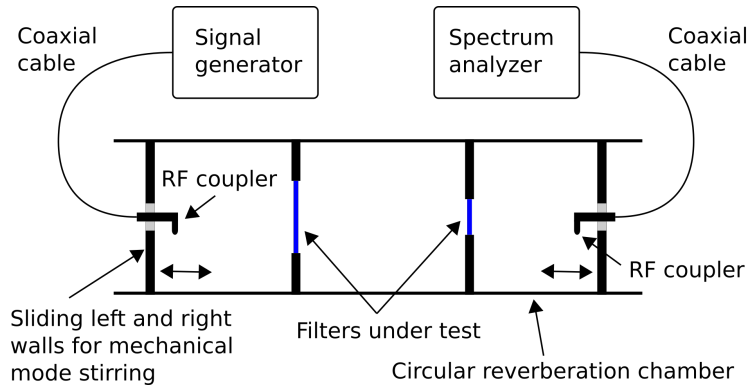 Coaxial
cable
Signal
generator
Spectrum
analyzer
Coaxial
cable
RF coupler
RF coupler
Sliding left and right
walls for mechanical
mode stirring
Filters under test
Circular reverberation chamber